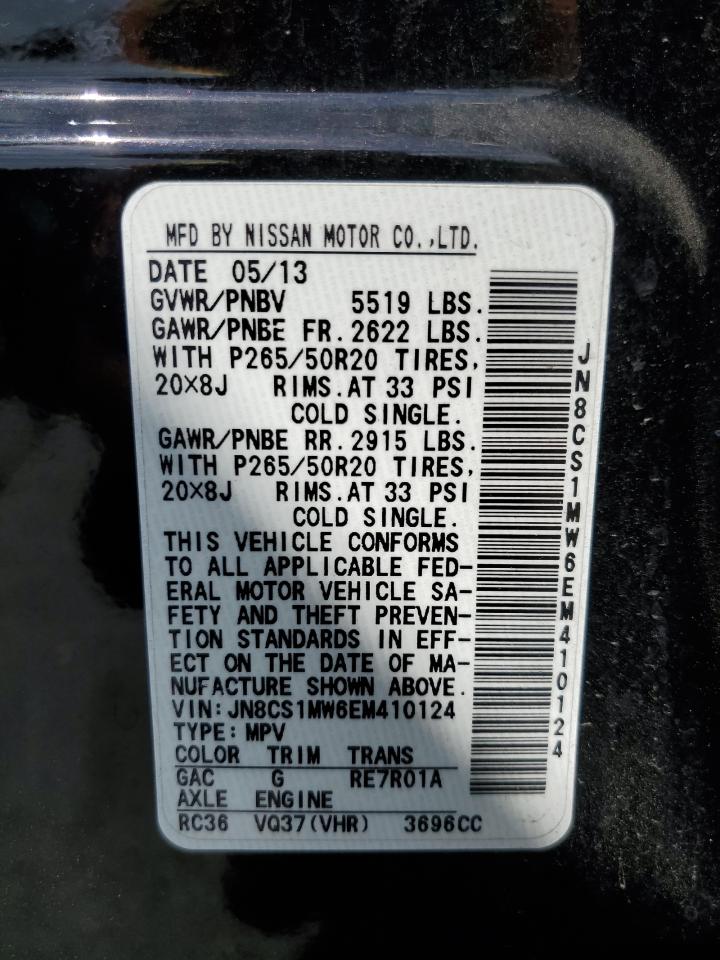 MFD BY NISSAN MOTOR CO.,LTD.
DATE 05/13
GVWR/PNBV 5519 LBS.
GAWR/PNBE FR. 2622 LBS.
WITH P265/50R20 TIRES,
20×8J RIMS. AT 33 PSI
COLD SINGLE.
GAWR/PNBE RR. 2915 LBS.
WITH P265/50R20 TIRES,
20×8J RIMS. AT 33 PSI
COLD SINGLE.
THIS VEHICLE CONFORMS
TO ALL APPLICABLE FED-
ERAL MOTOR VEHICLE SA-
FETY AND THEFT PREVEN-
TION STANDARDS IN EFF-
ECT ON THE DATE OF MA-
NUFACTURE SHOWN ABOVE.
VIN: JN8CS1MW6EM410124
TYPE: MPV
COLOR TRIM TRANS
GAC G RE7R01A
AXLE ENGINE
RC36 VQ37(VHR) 3696CC
JN8CS1MW6EM410124